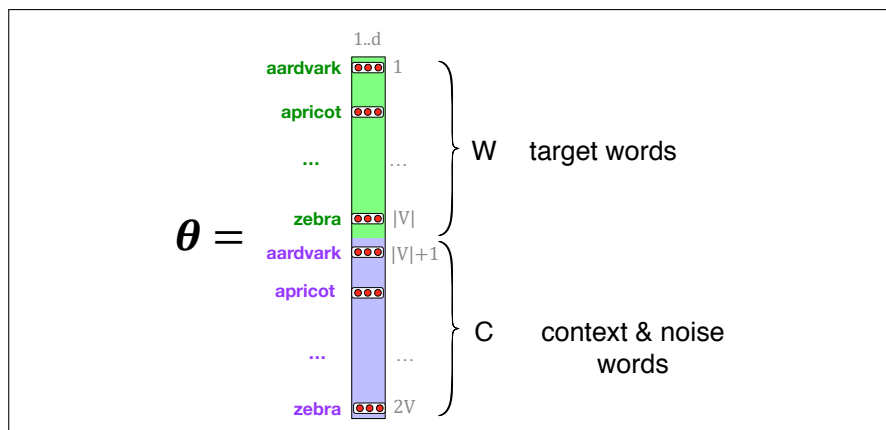 1..d
aardvark 1
apricot
... ...
W target words
zebra |V|
θ =
aardvark |V|+1
apricot
C context & noise
words
... ...
zebra 2V